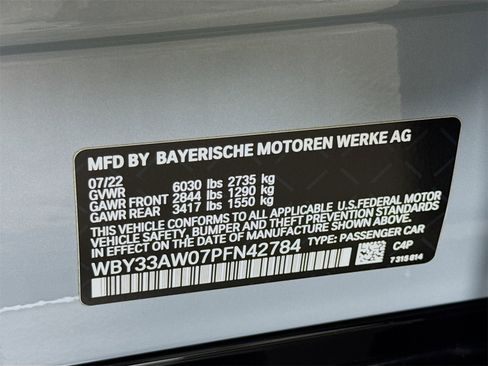 MFD BY BAYERISCHE MOTOREN WERKE AG
07/22
GVWR 6030 lbs 2735 kg
GAWR FRONT 2844 lbs 1290 kg
GAWR REAR 3417 lbs 1550 kg
THIS VEHICLE CONFORMS TO ALL APPLICABLE U.S.FEDERAL MOTOR
VEHICLE SAFETY, BUMPER, AND THEFT PREVENTION STANDARDS
IN EFFECT ON THE DATE OF MANUFACTURE SHOWN ABOVE.
WBY33AW07PFN42784 TYPE: PASSENGER CAR
C4P
7 315 814